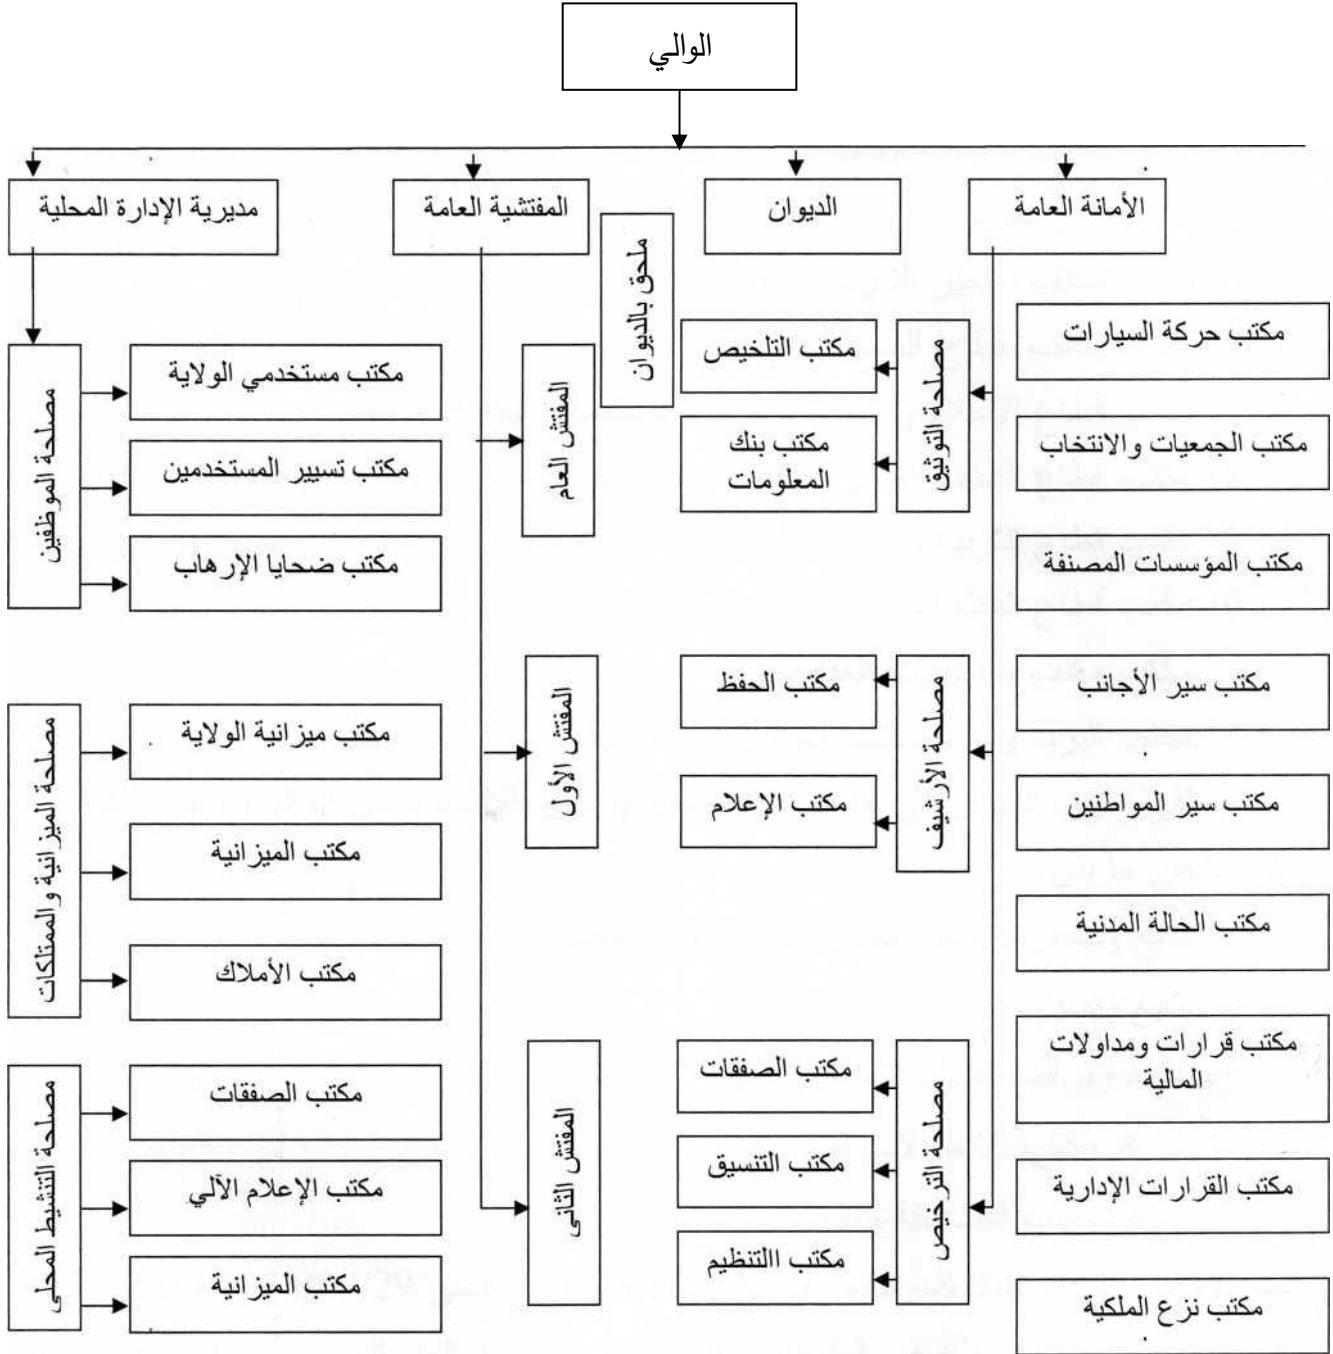 الوالي
الأمانة العامة
الديوان
المفتشية العامة
مديرية الإدارة المحلية
ملحق بالديوان
مكتب حركة السيارات
مكتب الجمعيات والانتخاب
مكتب المؤسسات المصنفة
مكتب سير الأجانب
مكتب سير المواطنين
مكتب الحالة المدنية
مكتب قرارات ومداولات
المالية
مكتب القرارات الإدارية
مكتب نزع الملكية
مصلحة التوثيق
مكتب التلخيص
مكتب بنك
المعلومات
مصلحة الأرشيف
مكتب الحفظ
مكتب الإعلام
مصلحة الترخيص
مكتب الصفقات
مكتب التنسيق
مكتب االتنظيم
المفتش العام
المفتش الأول
المفتش الثانى
مصلحة الموظفين
مكتب مستخدمي الولاية
مكتب تسيير المستخدمين
مكتب ضحايا الإرهاب
مصلحة الميزانية والممتلكات
مكتب ميزانية الولاية
مكتب الميزانية
مكتب الأملاك
مصلحة التنشيط المحلى
مكتب الصفقات
مكتب الإعلام الآلي
مكتب الميزانية